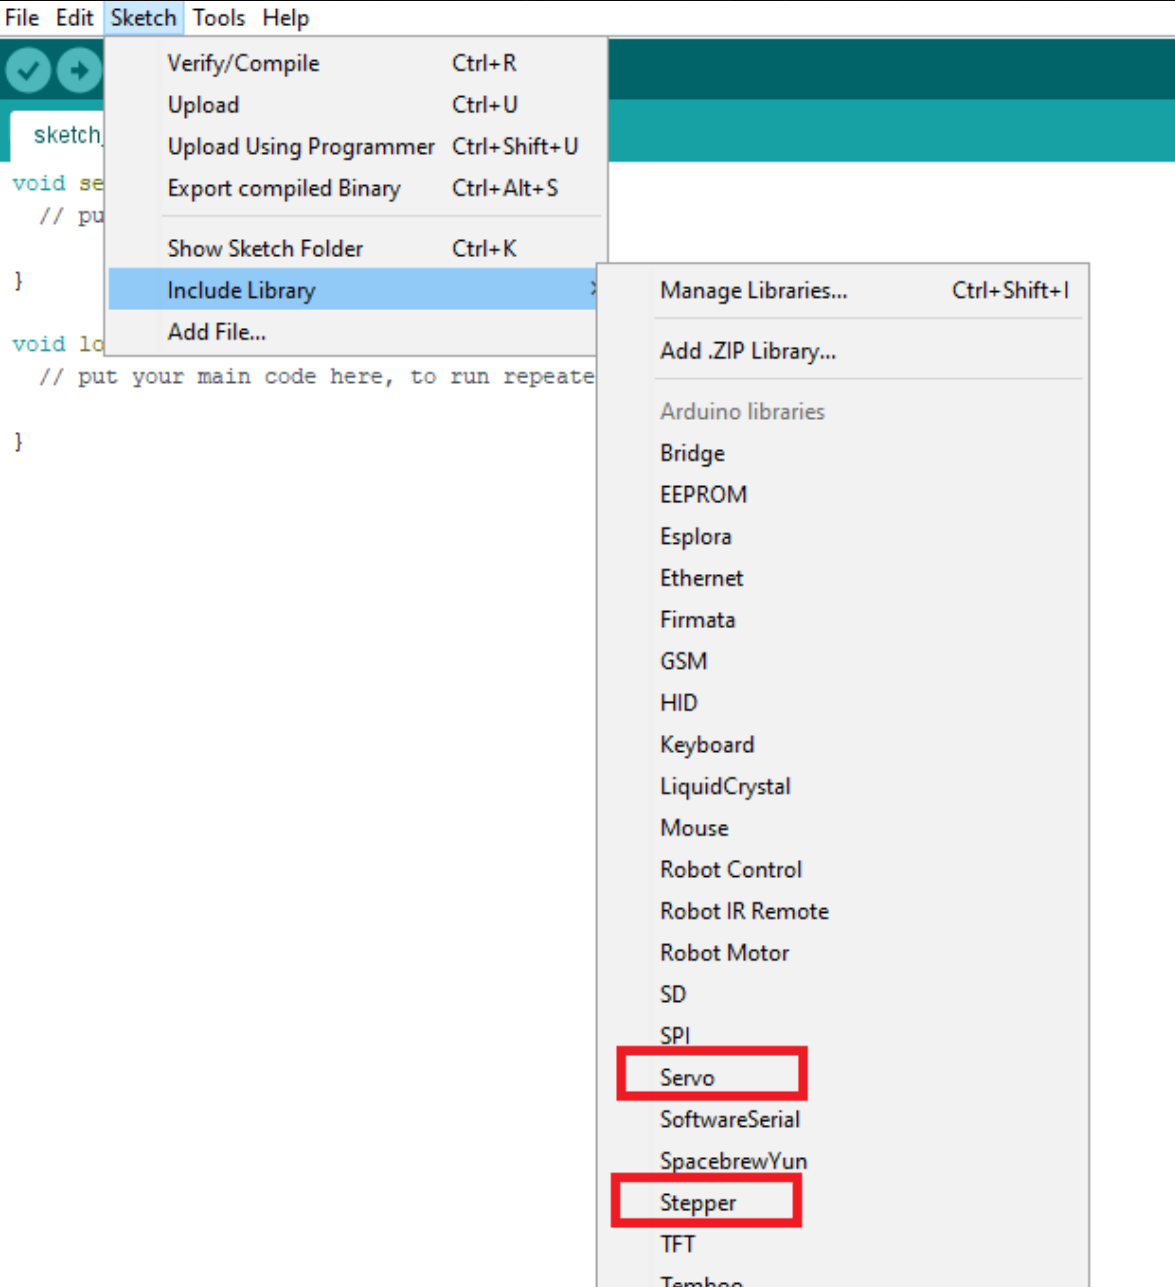 File Edit Sketch Tools Help
Verify/Compile Ctrl+R
Upload Ctrl+U
Upload Using Programmer Ctrl+Shift+U
Export compiled Binary Ctrl+Alt+S
Show Sketch Folder Ctrl+K
Include Library
Add File...
sketch_
void se
// pu
}
void lo
// put your main code here, to run repeate
}
Manage Libraries... Ctrl+Shift+I
Add .ZIP Library...
Arduino libraries
Bridge
EEPROM
Esplora
Ethernet
Firmata
GSM
HID
Keyboard
LiquidCrystal
Mouse
Robot Control
Robot IR Remote
Robot Motor
SD
SPI
Servo
SoftwareSerial
SpacebrewYun
Stepper
TFT
Temboo